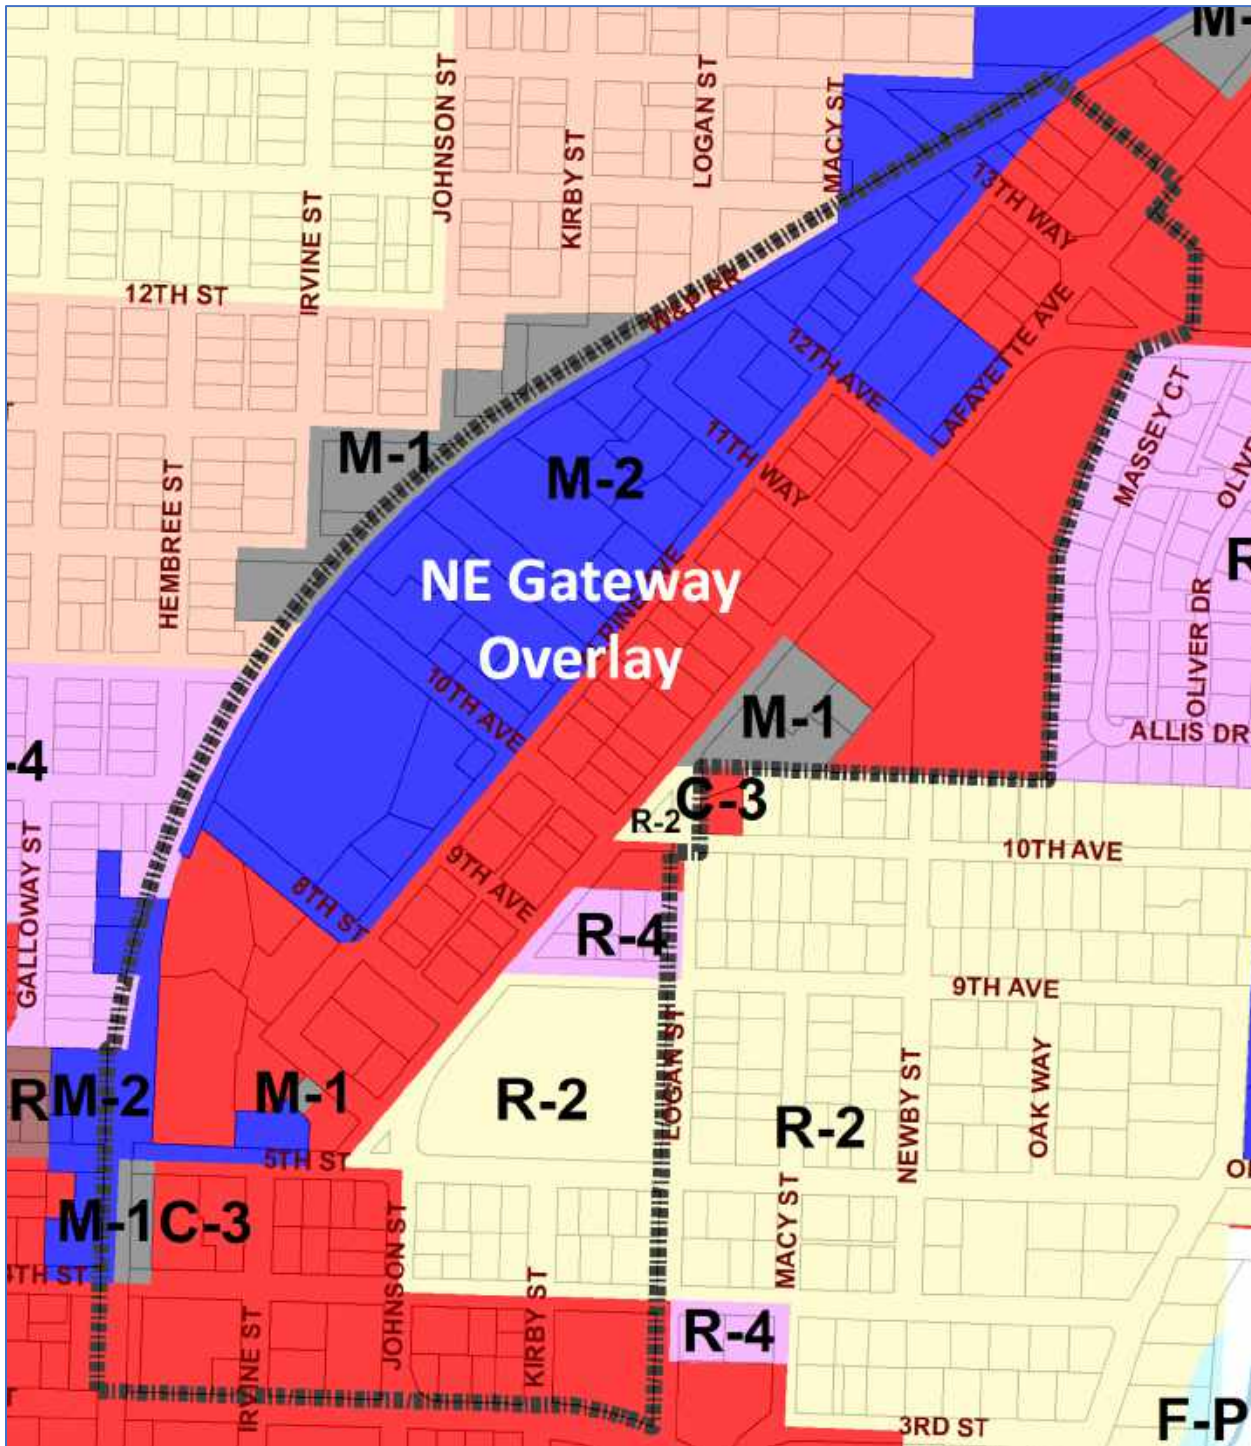 M-
JOHNSON ST
LOGAN ST
MACY ST
KIRBY ST
IRVINE ST
13TH WAY
12TH ST
W&P RR
12TH AVE
LAFAYETTE AVE
MASSEY CT
M-1
11TH WAY
M-2
HEMBREE ST
NE Gateway
Overlay
R
OLIVER DR
10TH AVE
M-1
ALLIS DR
-4
C-3
R-2
10TH AVE
GALLOWAY ST
9TH AVE
8TH ST
R-4
9TH AVE
LOGAN ST
R
M-2
M-1
R-2
R-2
NEWBY ST
OAK WAY
5TH ST
M-1
C-3
MACY ST
JOHNSON ST
KIRBY ST
IRVINE ST
R-4
3RD ST
F-P